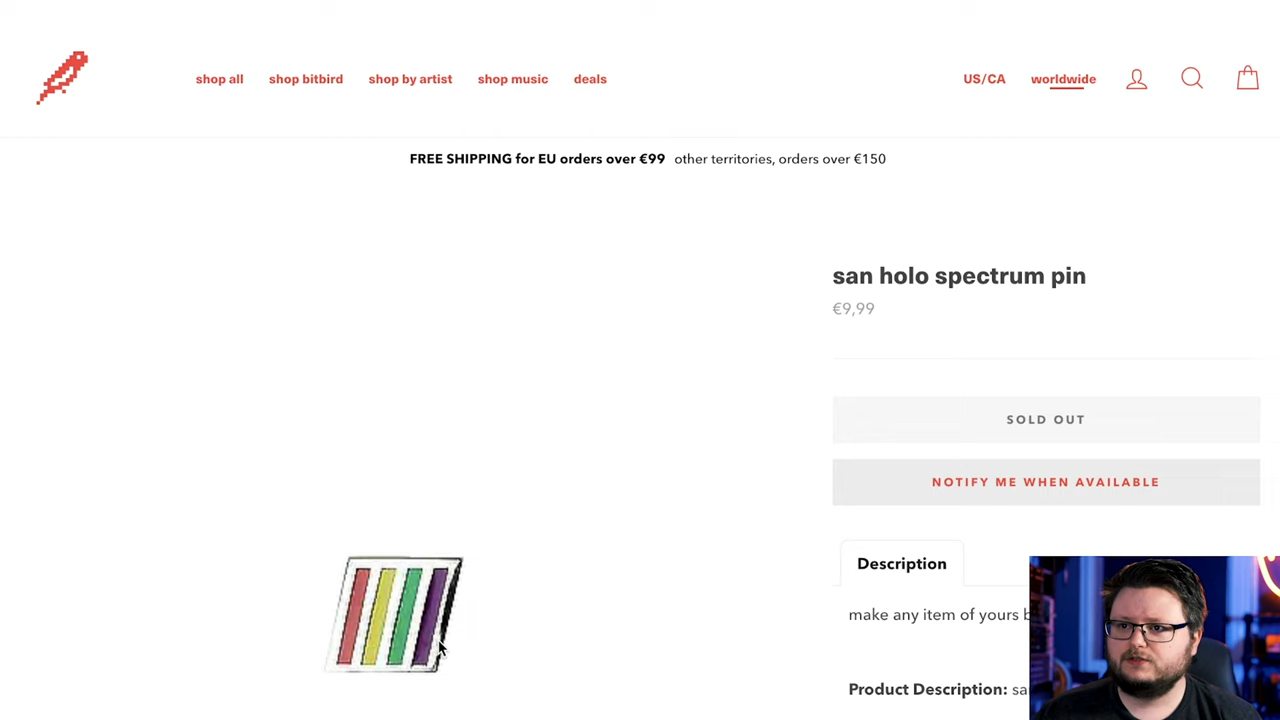 shop all shop bitbird shop by artist shop music deals US/CA worldwide
FREE SHIPPING for EU orders over €99 other territories, orders over €150
san holo spectrum pin
€9,99
SOLD OUT
NOTIFY ME WHEN AVAILABLE
Description
make any item of yours
Product Description: